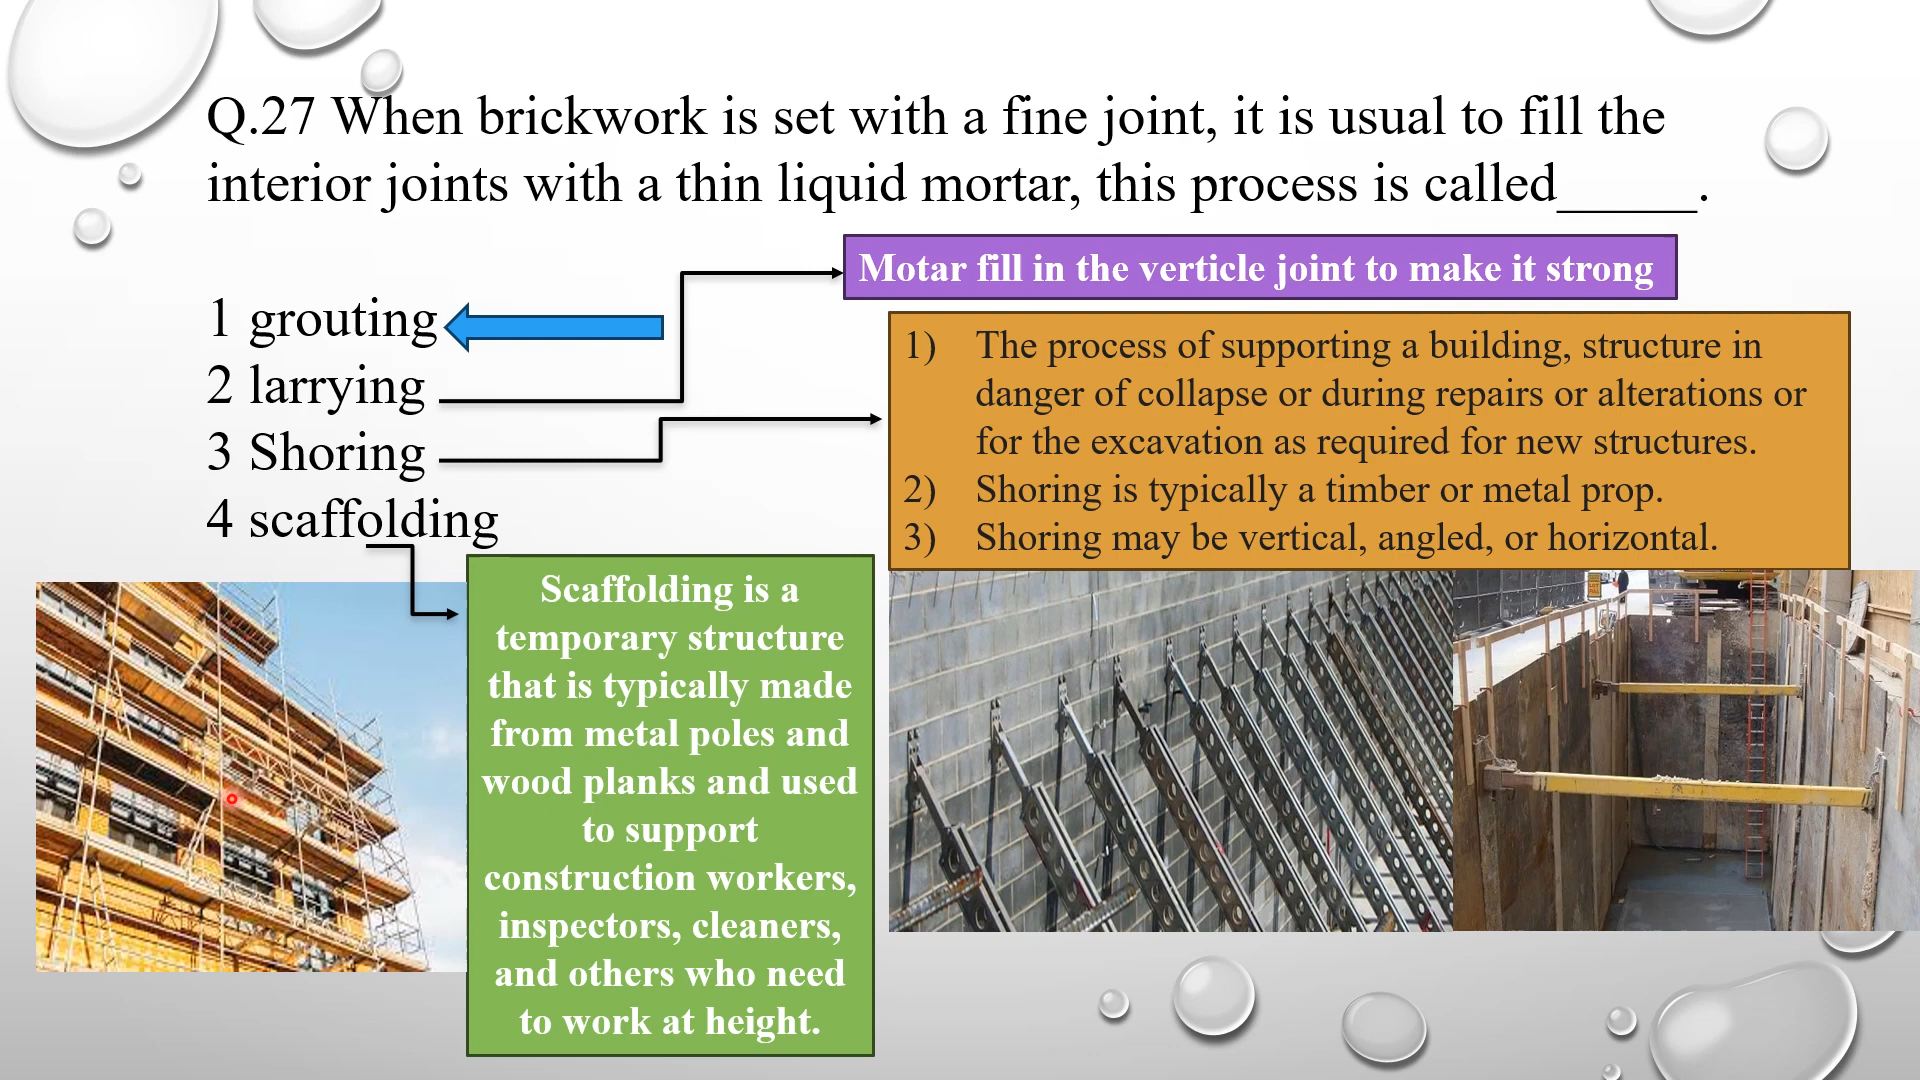 Q.27 When brickwork is set with a fine joint, it is usual to fill the
interior joints with a thin liquid mortar, this process is called_____.
Motar fill in the verticle joint to make it strong
1 grouting
2 larrying
3 Shoring
4 scaffolding
1) The process of supporting a building, structure in
danger of collapse or during repairs or alterations or
for the excavation as required for new structures.
2) Shoring is typically a timber or metal prop.
3) Shoring may be vertical, angled, or horizontal.
Scaffolding is a
temporary structure
that is typically made
from metal poles and
wood planks and used
to support
construction workers,
inspectors, cleaners,
and others who need
to work at height.